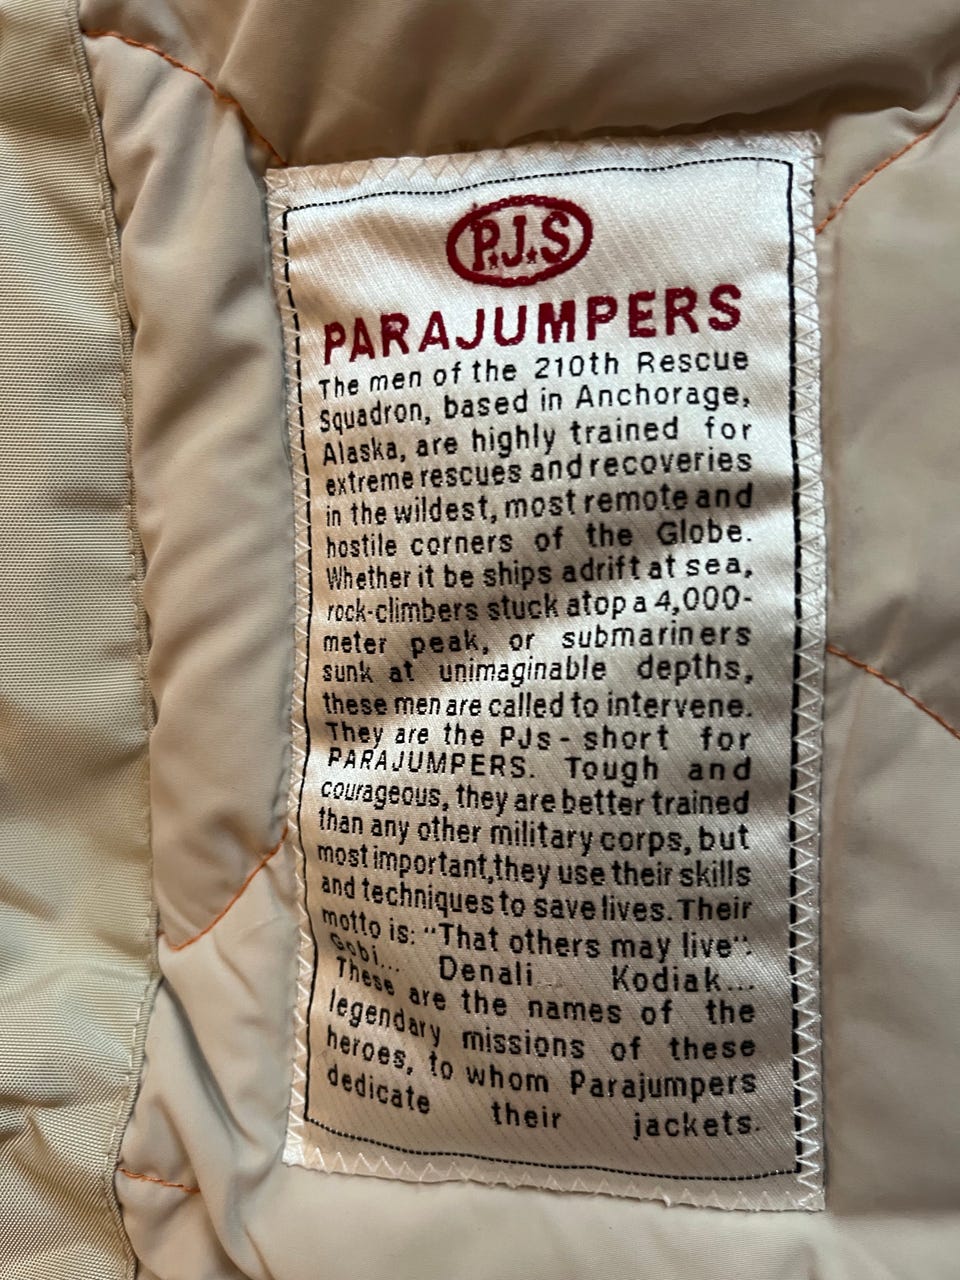 P.J.S
PARAJUMPERS
The men of the 210th Rescue
Squadron, based in Anchorage,
Alaska, are highly trained for
extreme rescues and recoveries
in the wildest, most remote and
hostile corners of the Globe.
Whether it be ships adrift at sea,
rock-climbers stuck atop a 4,000-
meter peak, or submariners
sunk at unimaginable depths,
these men are called to intervene.
They are the PJs - short for
PARAJUMPERS. Tough and
courageous, they are better trained
than any other military corps, but
most important,they use their skills
and techniques to save lives. Their
motto is: "That others may live".
Gobi... Denali... Kodiak...
These are the names of the
legendary missions of these
heroes, to whom Parajumpers
dedicate their jackets.